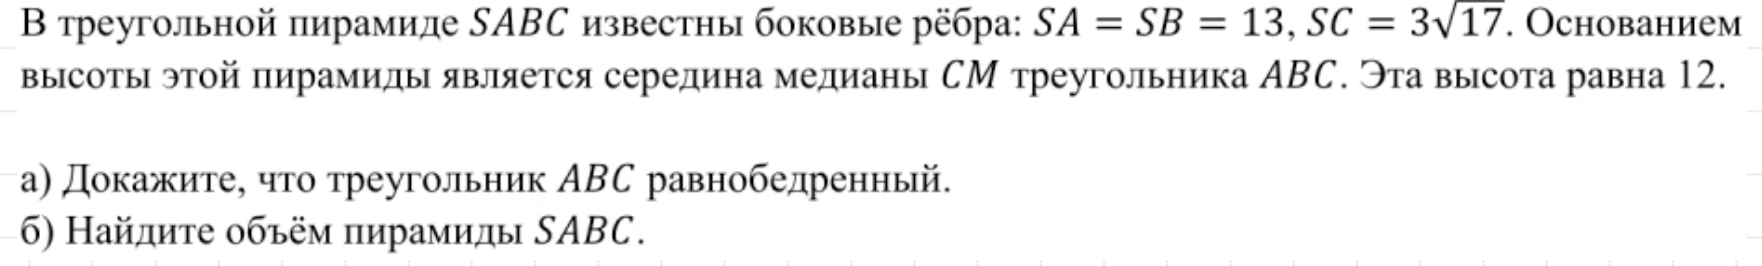 В треугольной пирамиде SABC известны боковые рёбра: SA = SB = 13, SC = 3√17. Основанием
высоты этой пирамиды является середина медианы CM треугольника ABC. Эта высота равна 12.
а) Докажите, что треугольник ABC равнобедренный.
б) Найдите объём пирамиды SABC.